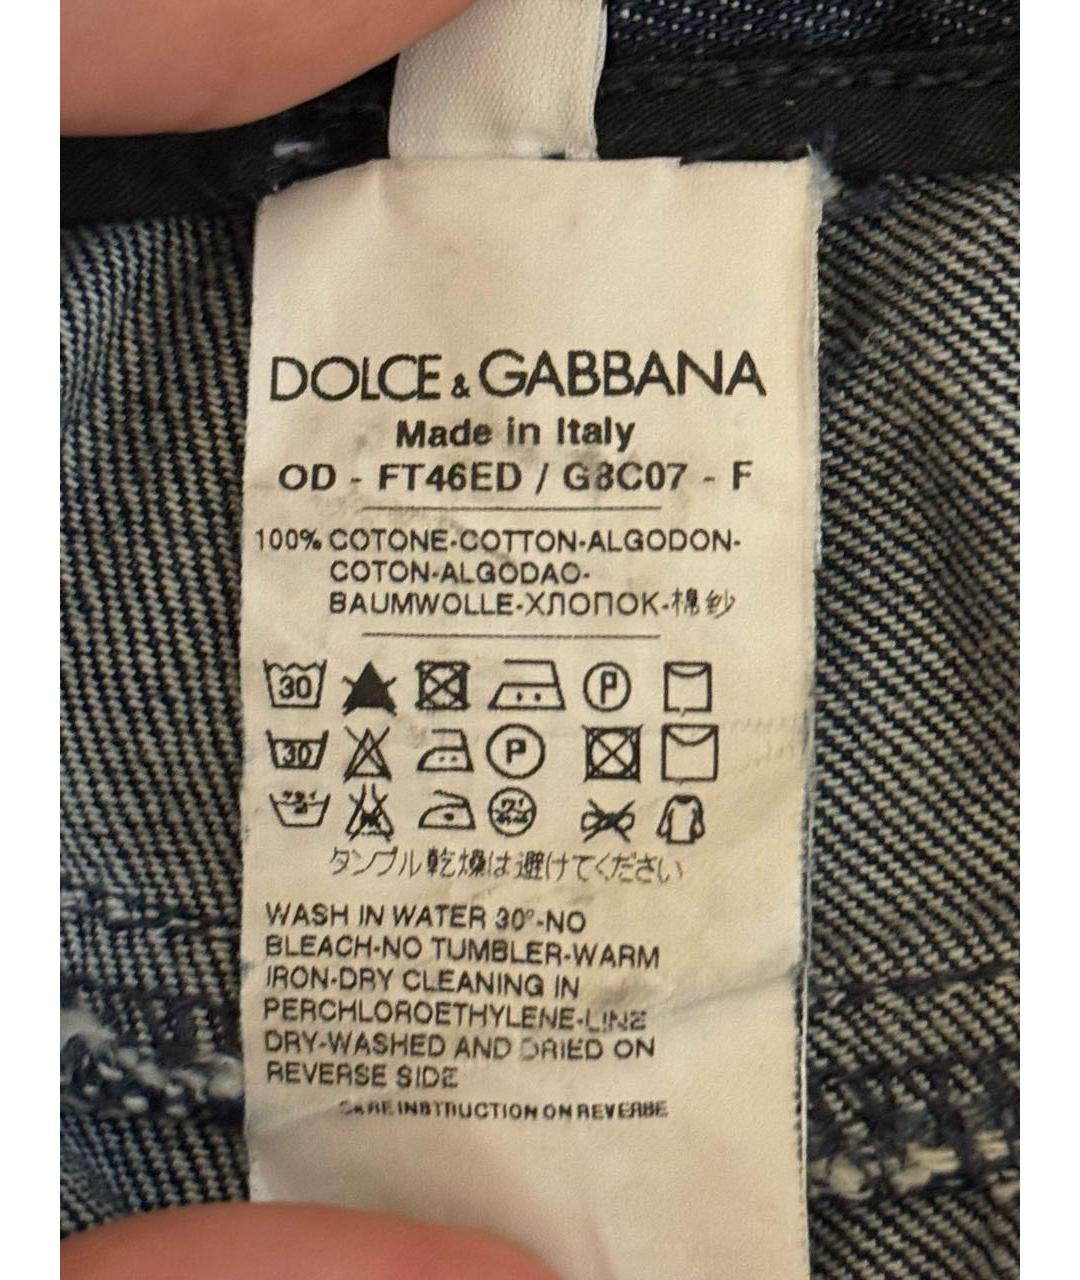 DOLCE & GABBANA
Made in Italy
OD - FT46ED / G8C07 - F
100% COTONE-COTTON-ALGODON-
COTON-ALGODAO-
BAUMWOLLE-ХЛОПОК-棉纱
30 P
30 P
タンブル乾燥は避けてください
WASH IN WATER 30°-NO
BLEACH-NO TUMBLER-WARM
IRON-DRY CLEANING IN
PERCHLOROETHYLENE-LINE
DRY-WASHED AND DRIED ON
REVERSE SIDE
CARE INSTRUCTION ON REVERSE